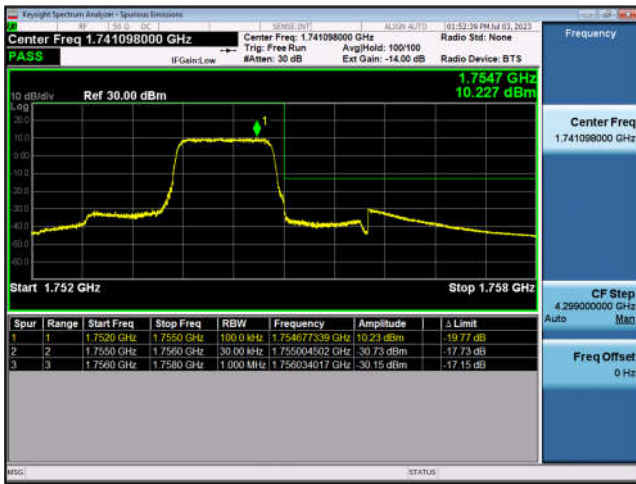 Keysight Spectrum Analyzer - Spurious Emissions
RF 50 Ω DC SENSE:INT ALIGN AUTO 01:52:39 PM Jul 03, 2023
Center Freq 1.741098000 GHz
Center Freq: 1.741098000 GHz
Radio Std: None
Trig: Free Run Avg|Hold: 100/100
PASS
IFGain:Low
#Atten: 30 dB Ext Gain: -14.00 dB
Radio Device: BTS
1.7547 GHz
10.227 dBm
10 dB/div Ref 30.00 dBm
Log
20.0
1
10.0
0.00
-10.0
-20.0
-30.0
-40.0
-50.0
-60.0
Start 1.752 GHz Stop 1.758 GHz
Spur Range Start Freq Stop Freq RBW Frequency Amplitude Δ Limit
1 1 1.7520 GHz 1.7550 GHz 100.0 kHz 1.754677339 GHz 10.23 dBm -19.77 dB
2 2 1.7550 GHz 1.7560 GHz 30.00 kHz 1.755004502 GHz -30.73 dBm -17.73 dB
3 3 1.7560 GHz 1.7580 GHz 1.000 MHz 1.756034017 GHz -30.15 dBm -17.15 dB
MSG STATUS
Frequency
Center Freq
1.741098000 GHz
CF Step
4.299000000 GHz
Auto Man
Freq Offset
0 Hz